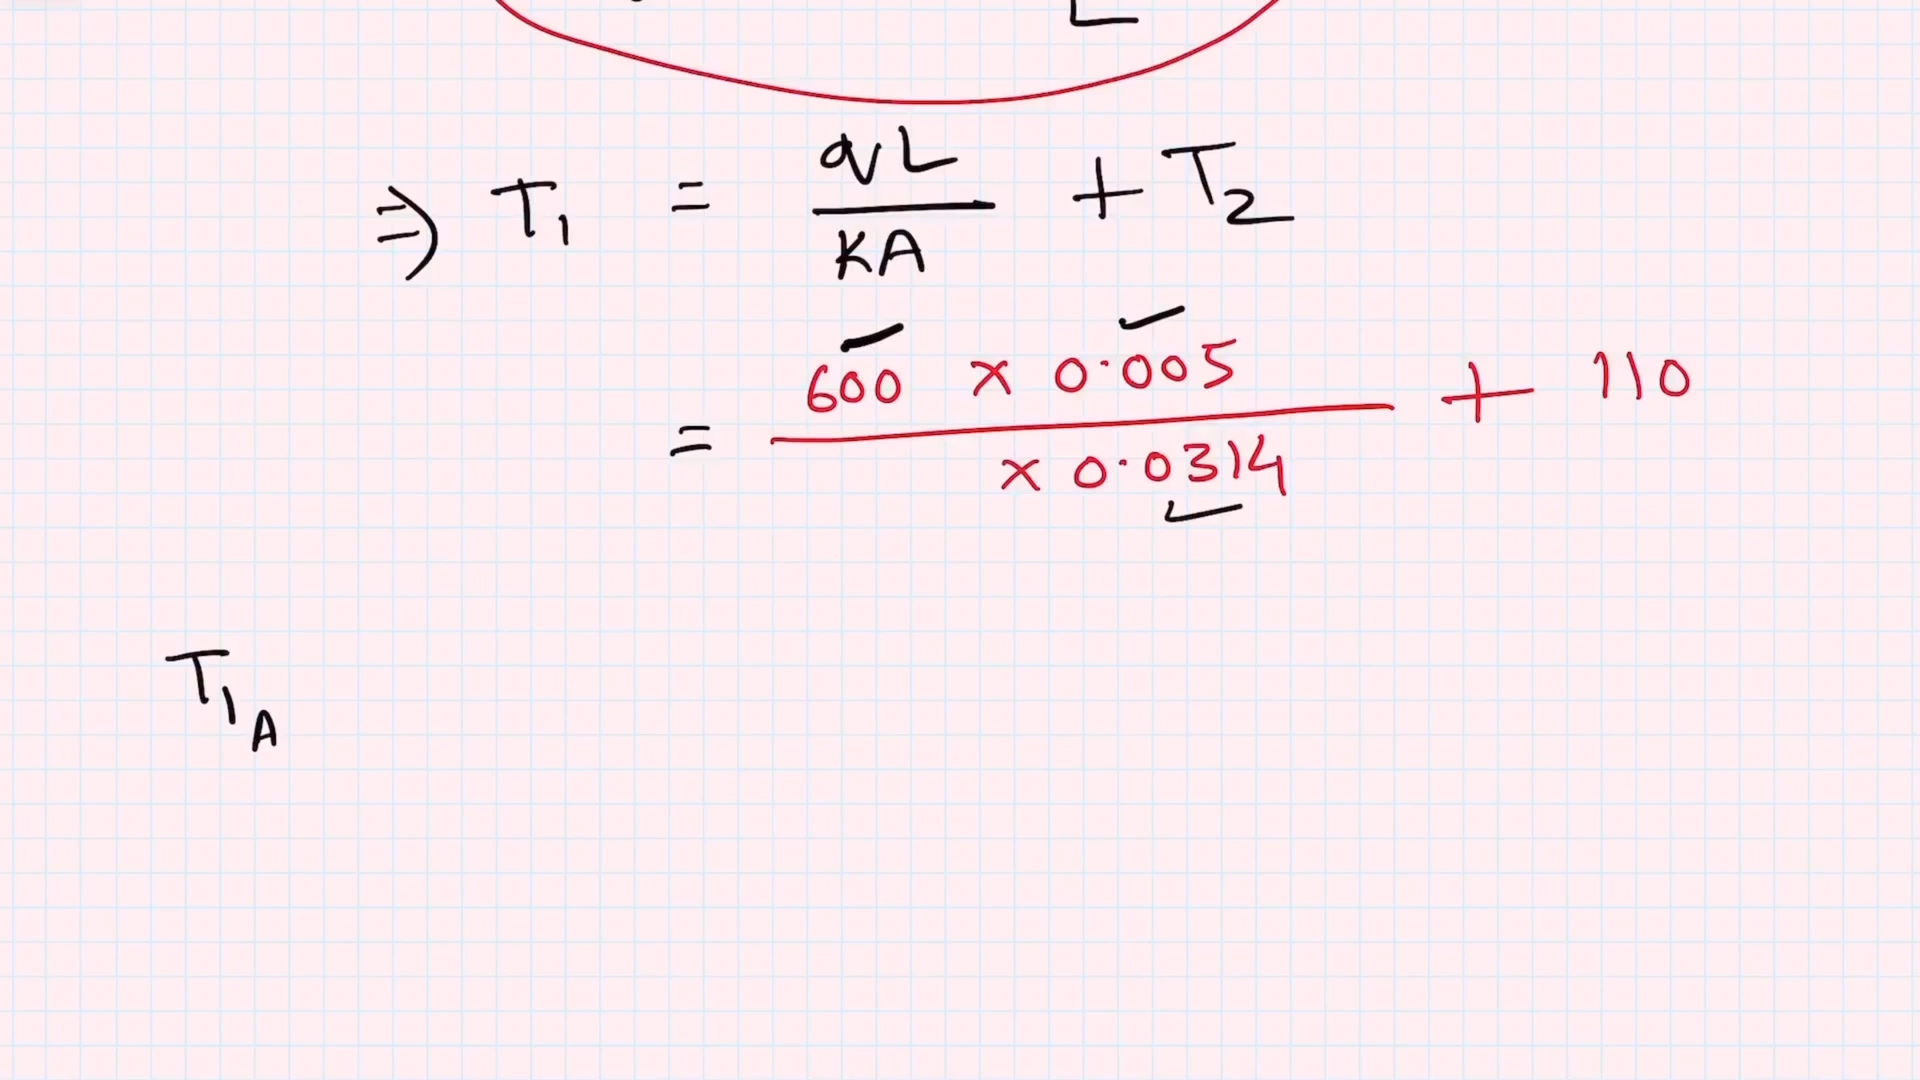 ⇒ T₁ = qL / KA + T₂
= 600 × 0.005 / × 0.0314 + 110
T₁A